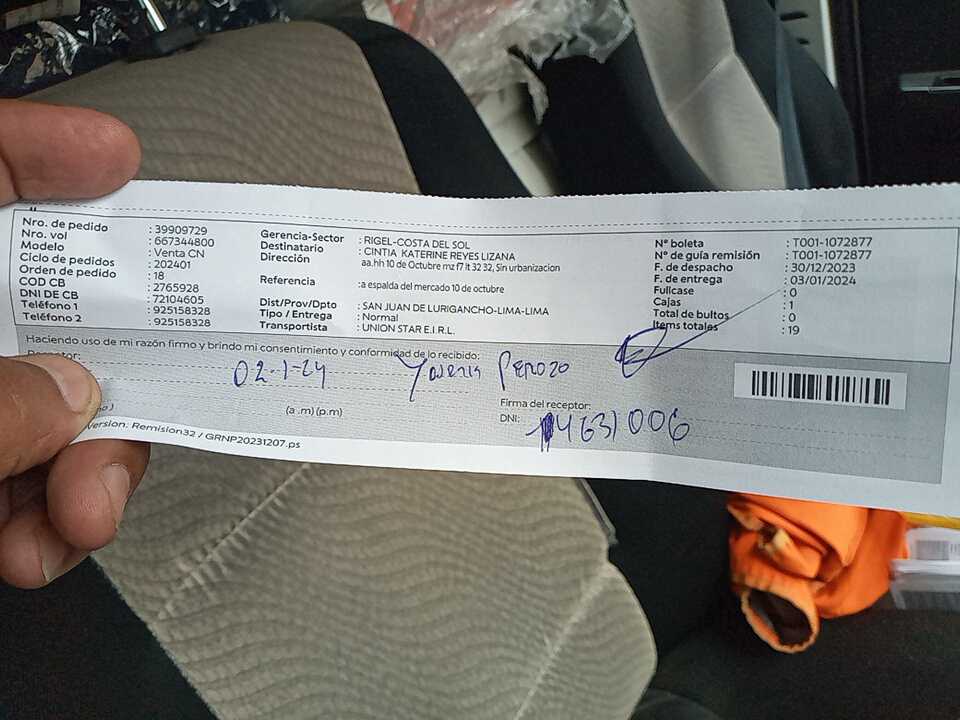 Nro. de pedido : 39909729
Nro. vol : 667344800
Modelo : Venta CN
Ciclo de pedidos : 202401
Orden de pedido : 18
COD CB : 2765928
DNI DE CB : 72104605
Teléfono 1 : 925158328
Teléfono 2 : 925158328
Gerencia-Sector : RIGEL-COSTA DEL SOL
Destinatario : CINTIA KATERINE REYES LIZANA
Dirección aa.hh 10 de Octubre mz f7 lt 32 32, Sin urbanizacion
Referencia :a espalda del mercado 10 de octubre
Dist/Prov/Dpto : SAN JUAN DE LURIGANCHO-LIMA-LIMA
Tipo / Entrega : Normal
Transportista : UNION STAR E.I.R.L.
N° boleta : T001-1072877
N° de guía remisión : T001-1072877
F. de despacho : 30/12/2023
F. de entrega : 03/01/2024
Fullcase : 0
Cajas : 1
Total de bultos : 0
Items totales : 19
Haciendo uso de mi razón firmo y brindo mi consentimiento y conformidad de lo recibido:
02-1-24 Perozo
(a .m) (p.m)
Firma del receptor:
DNI: 14631006
Version: Remision32 / GRNP20231207.ps